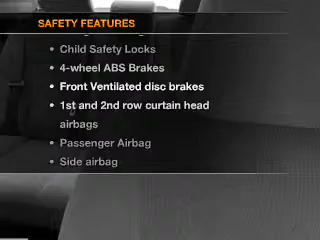 SAFETY FEATURES
• Child Safety Locks
• 4-wheel ABS Brakes
• Front Ventilated disc brakes
• 1st and 2nd row curtain head
airbags
• Passenger Airbag
• Side airbag